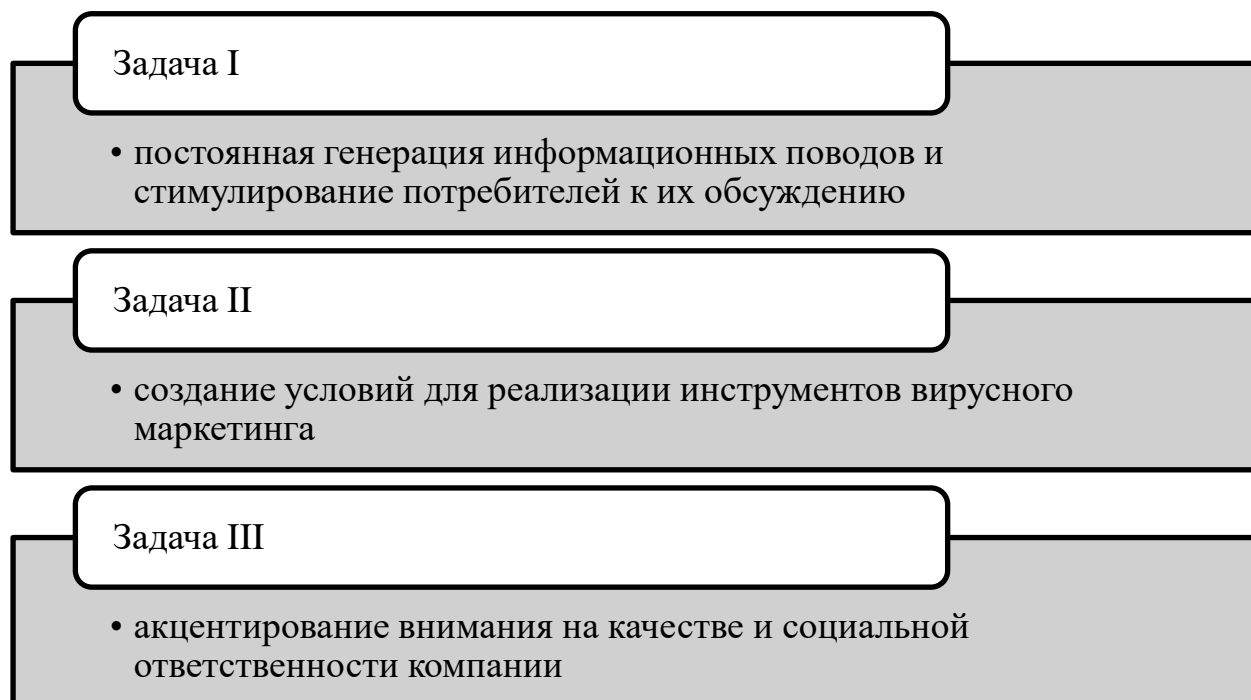 Задача I
• постоянная генерация информационных поводов и
стимулирование потребителей к их обсуждению
Задача II
• создание условий для реализации инструментов вирусного
маркетинга
Задача III
• акцентирование внимания на качестве и социальной
ответственности компании